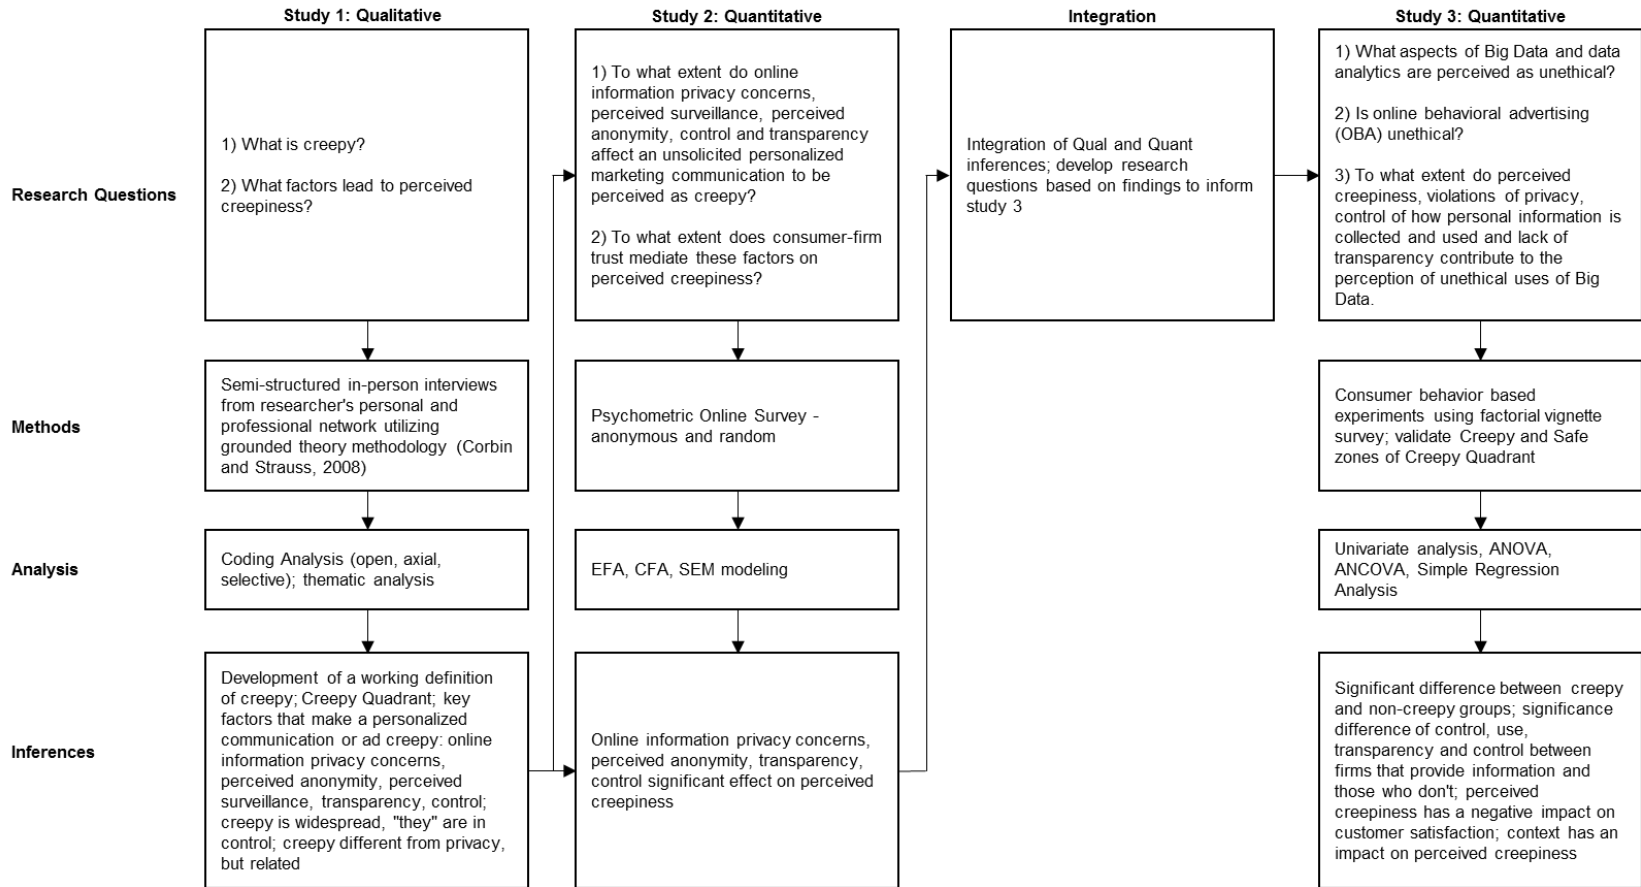 Study 1: Qualitative
Study 2: Quantitative
Integration
Study 3: Quantitative
Research Questions
1) What is creepy?
2) What factors lead to perceived
creepiness?
1) To what extent do online
information privacy concerns,
perceived surveillance, perceived
anonymity, control and transparency
affect an unsolicited personalized
marketing communication to be
perceived as creepy?
2) To what extent does consumer-firm
trust mediate these factors on
perceived creepiness?
Integration of Qual and Quant
inferences; develop research
questions based on findings to inform
study 3
1) What aspects of Big Data and data
analytics are perceived as unethical?
2) Is online behavioral advertising
(OBA) unethical?
3) To what extent do perceived
creepiness, violations of privacy,
control of how personal information is
collected and used and lack of
transparency contribute to the
perception of unethical uses of Big
Data.
Methods
Semi-structured in-person interviews
from researcher's personal and
professional network utilizing
grounded theory methodology (Corbin
and Strauss, 2008)
Psychometric Online Survey -
anonymous and random
Consumer behavior based
experiments using factorial vignette
survey; validate Creepy and Safe
zones of Creepy Quadrant
Analysis
Coding Analysis (open, axial,
selective); thematic analysis
EFA, CFA, SEM modeling
Univariate analysis, ANOVA,
ANCOVA, Simple Regression
Analysis
Inferences
Development of a working definition
of creepy; Creepy Quadrant; key
factors that make a personalized
communication or ad creepy: online
information privacy concerns,
perceived anonymity, perceived
surveillance, transparency, control;
creepy is widespread, "they" are in
control; creepy different from privacy,
but related
Online information privacy concerns,
perceived anonymity, transparency,
control significant effect on perceived
creepiness
Significant difference between creepy
and non-creepy groups; significance
difference of control, use,
transparency and control between
firms that provide information and
those who don't; perceived
creepiness has a negative impact on
customer satisfaction; context has an
impact on perceived creepiness